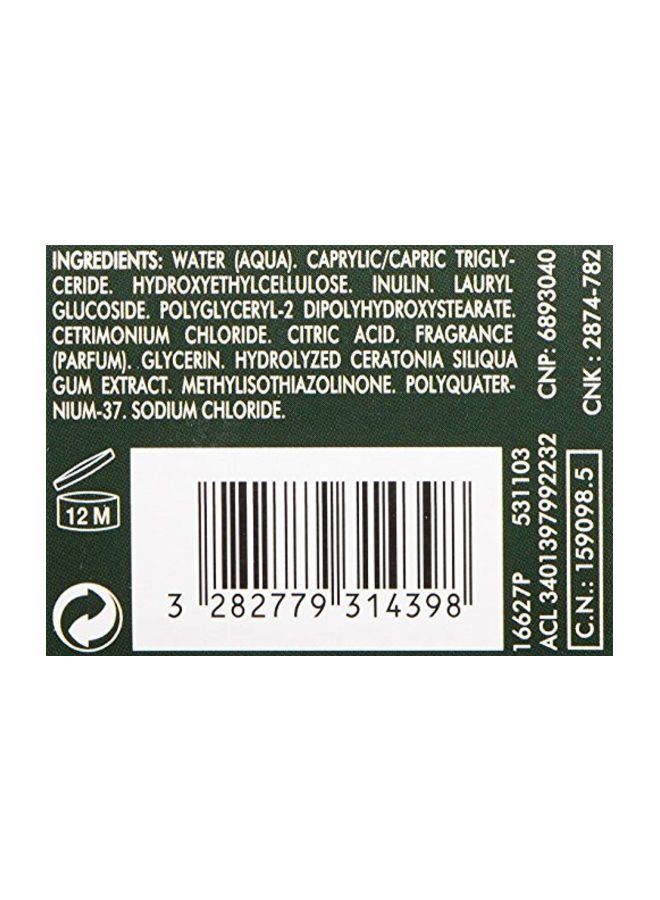 INGREDIENTS: WATER (AQUA). CAPRYLIC/CAPRIC TRIGLY-
CERIDE. HYDROXYETHYLCELLULOSE. INULIN. LAURYL
GLUCOSIDE. POLYGLYCERYL-2 DIPOLYHYDROXYSTEARATE.
CETRIMONIUM CHLORIDE. CITRIC ACID. FRAGRANCE
(PARFUM). GLYCERIN. HYDROLYZED CERATONIA SILIQUA
GUM EXTRACT. METHYLISOTHIAZOLINONE. POLYQUATER-
NIUM-37. SODIUM CHLORIDE.
12 M
3 282779 314398
16627P 531103 CNP: 6893040
ACL 3401397992232
CNK : 2874-782
C.N.: 159098.5